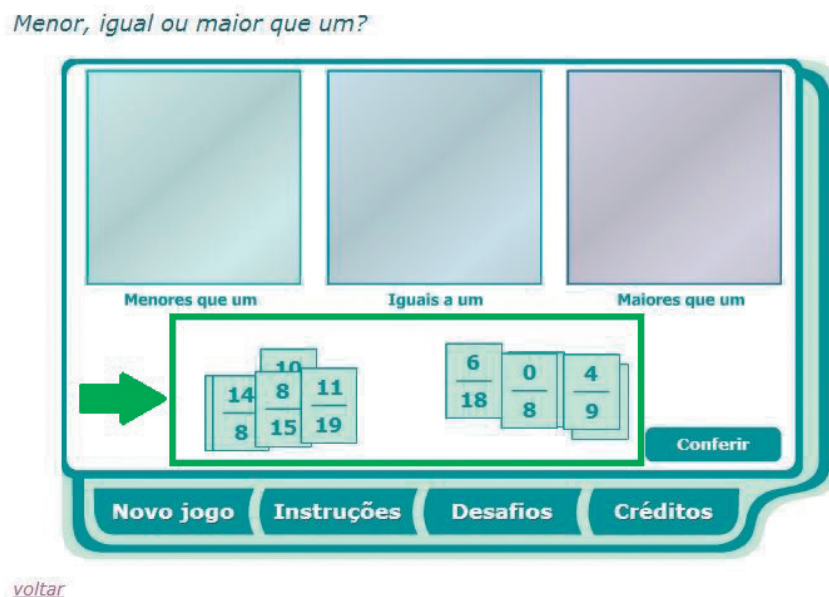 Menor, igual ou maior que um?
Menores que um
Iguais a um
Maiores que um
10
14
8
8
15
11
19
6
18
0
8
4
9
Conferir
Novo jogo
Instruções
Desafios
Créditos
voltar